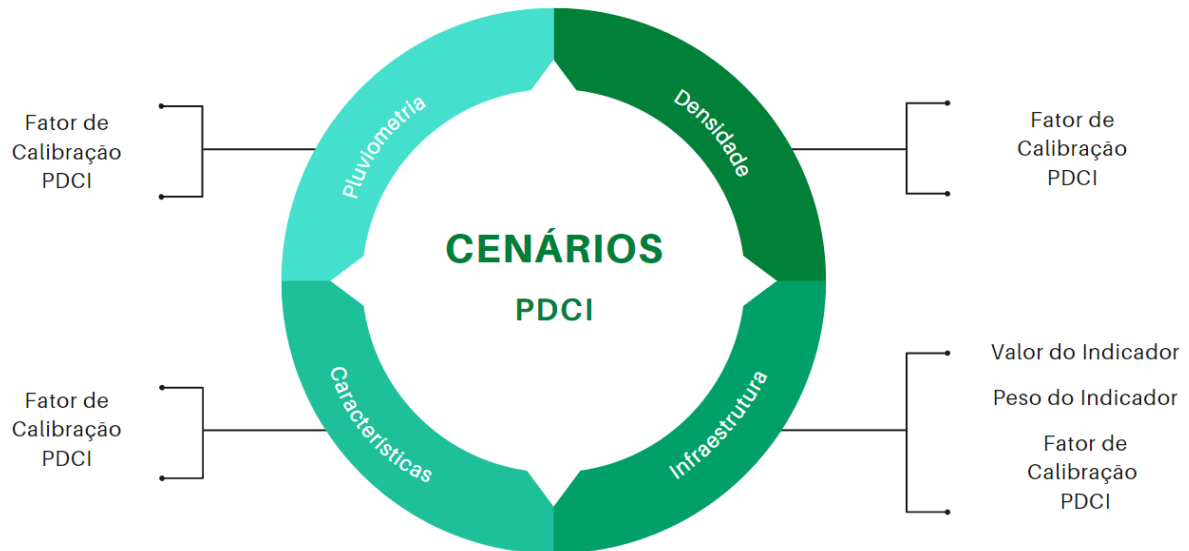 Pluviometria
Densidade
Fator de
Calibração
PDCI
Fator de
Calibração
PDCI
CENÁRIOS
PDCI
Características
Infraestrutura
Fator de
Calibração
PDCI
Valor do Indicador
Peso do Indicador
Fator de
Calibração
PDCI